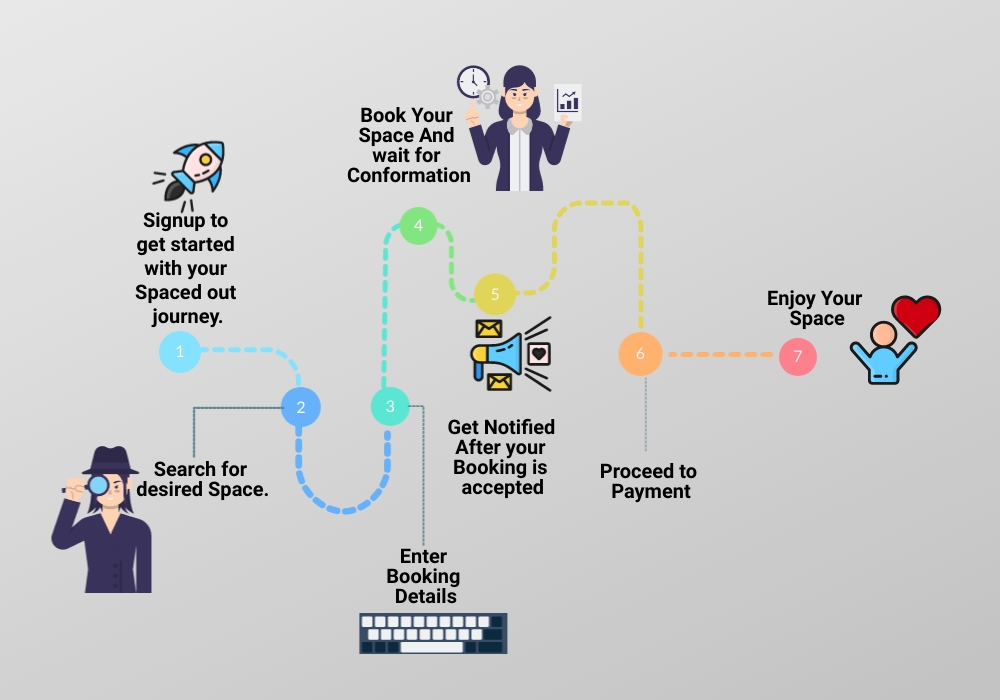 Signup to
get started
with your
Spaced out
journey.
1
2
Search for
desired Space.
3
Enter
Booking
Details
4
Book Your
Space And
wait for
Conformation
5
Get Notified
After your
Booking is
accepted
6
Proceed to
Payment
7
Enjoy Your
Space